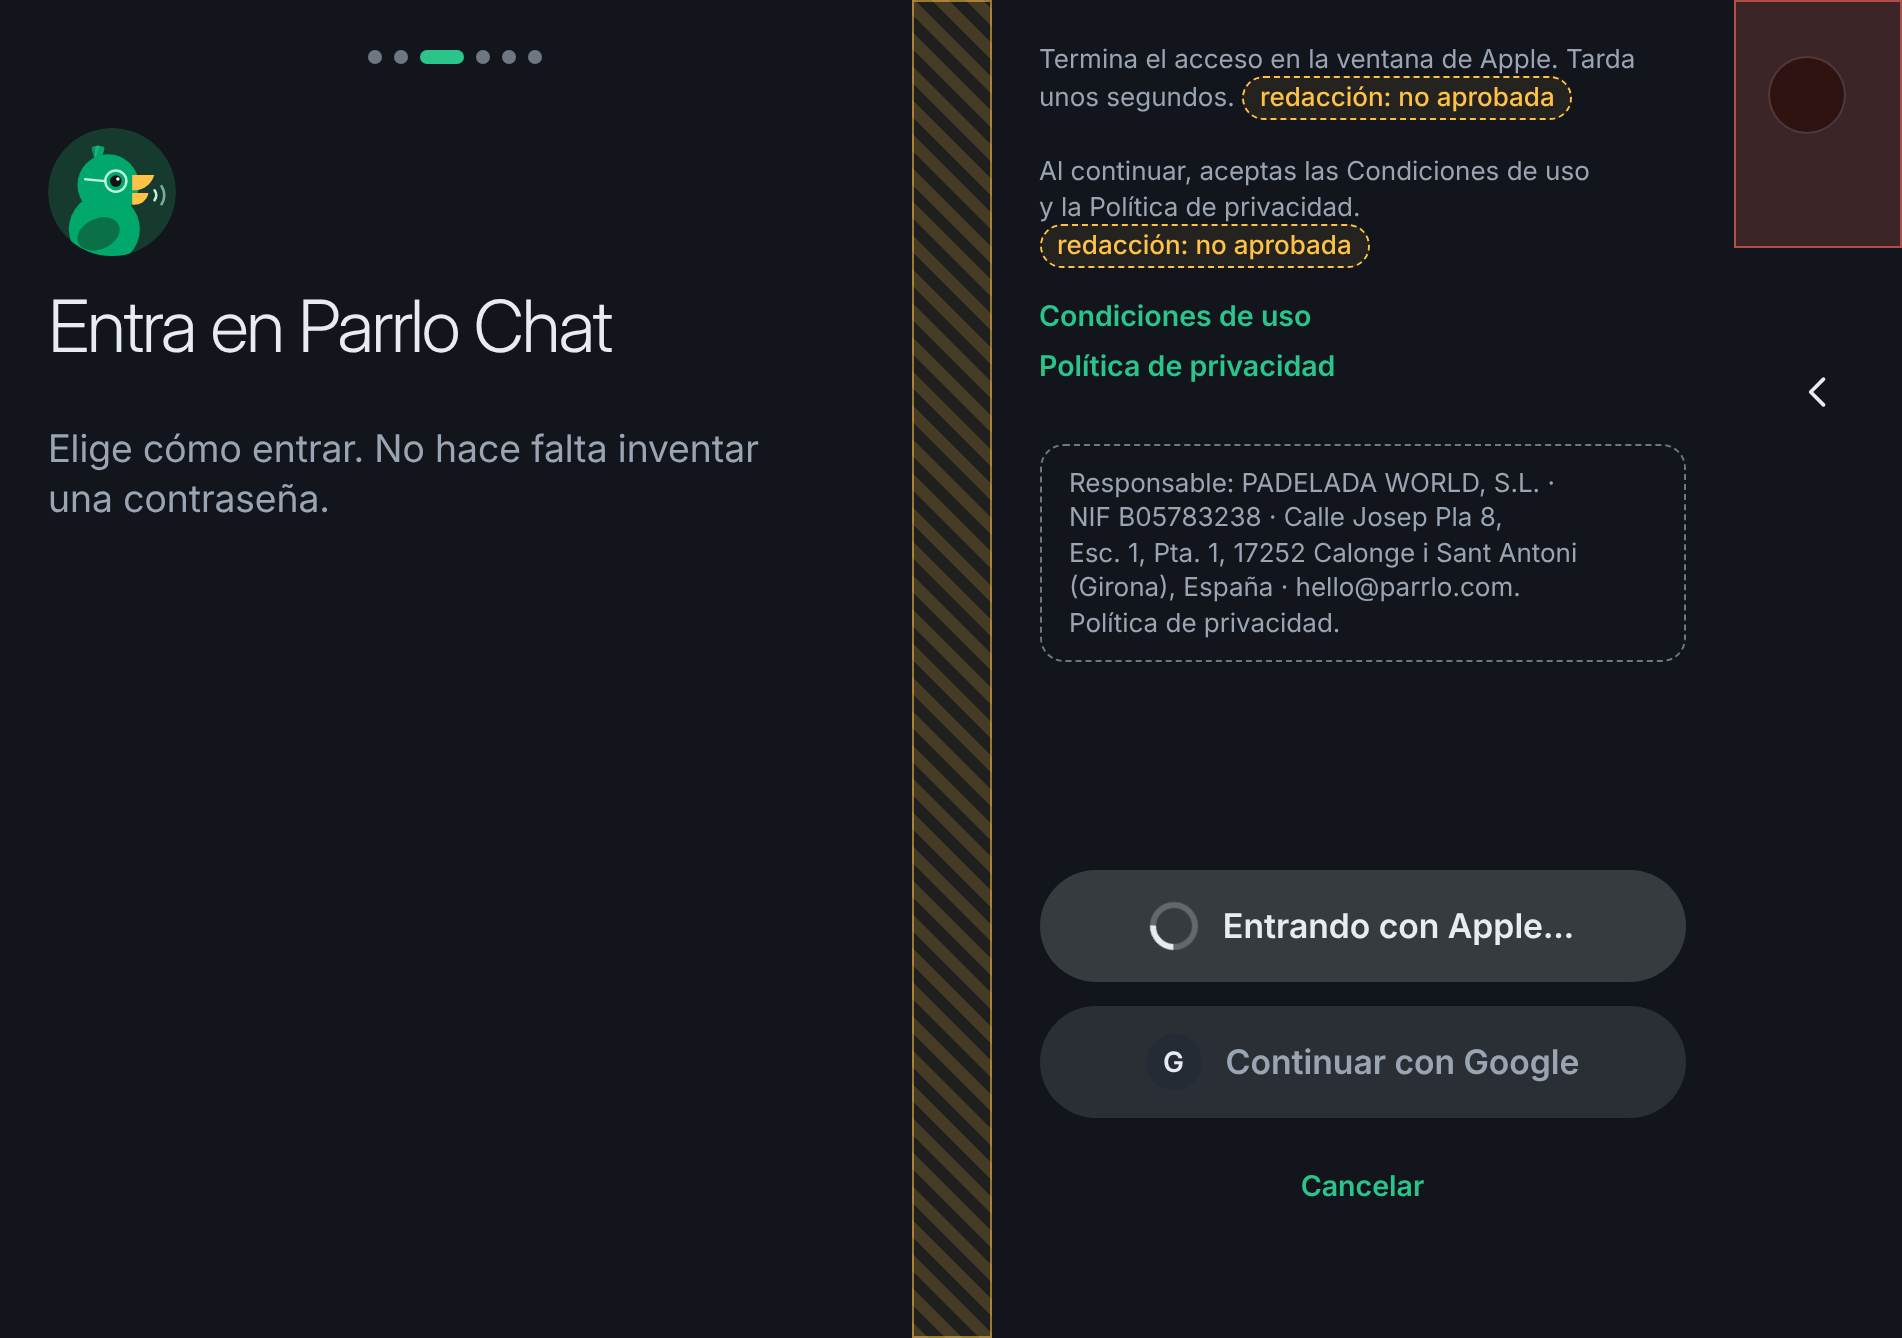 Entra en Parrlo Chat
Elige cómo entrar. No hace falta inventar
una contraseña.
Termina el acceso en la ventana de Apple. Tarda
unos segundos. redacción: no aprobada
Al continuar, aceptas las Condiciones de uso
y la Política de privacidad.
redacción: no aprobada
Condiciones de uso
Política de privacidad
Responsable: PADELADA WORLD, S.L. ·
NIF B05783238 · Calle Josep Pla 8,
Esc. 1, Pta. 1, 17252 Calonge i Sant Antoni
(Girona), España · hello@parrlo.com.
Política de privacidad.
Entrando con Apple...
G Continuar con Google
Cancelar